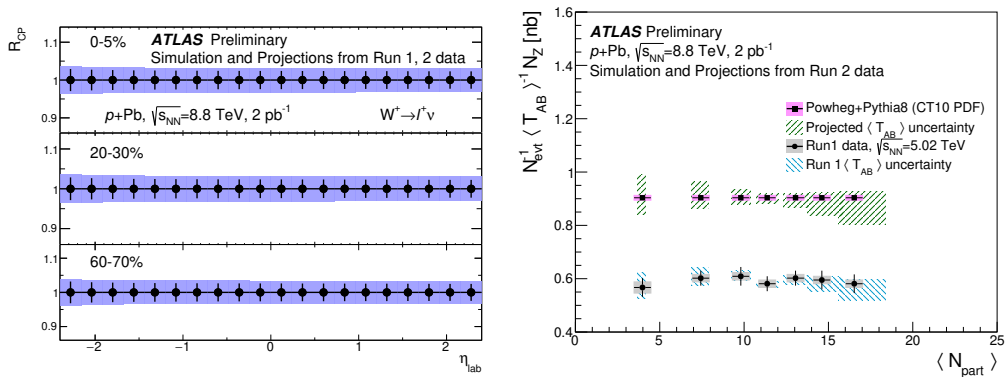 R_CP
1.1
1
0.9
0-5%
ATLAS Preliminary
Simulation and Projections from Run 1, 2 data
p+Pb, √s_NN=8.8 TeV, 2 pb⁻¹
W⁺→l⁺ν
1.1
1
0.9
20-30%
1.1
1
0.9
60-70%
−2 −1 0 1 2
η_lab
N_evt⁻¹ ⟨ T_AB ⟩⁻¹ N_Z [nb]
1.6
1.4
1.2
1
0.8
0.6
0.4
ATLAS Preliminary
p+Pb, √s_NN=8.8 TeV, 2 pb⁻¹
Simulation and Projections from Run 2 data
Powheg+Pythia8 (CT10 PDF)
Projected ⟨ T_AB ⟩ uncertainty
Run1 data, √s_NN=5.02 TeV
Run 1 ⟨ T_AB ⟩ uncertainty
0 5 10 15 20 25
⟨ N_part ⟩